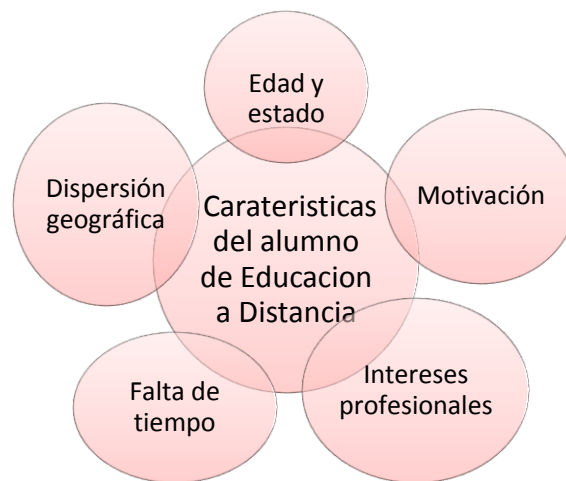 Edad y
estado
Motivación
Intereses
profesionales
Falta de
tiempo
Dispersión
geográfica
Carateristicas
del alumno
de Educacion
a Distancia